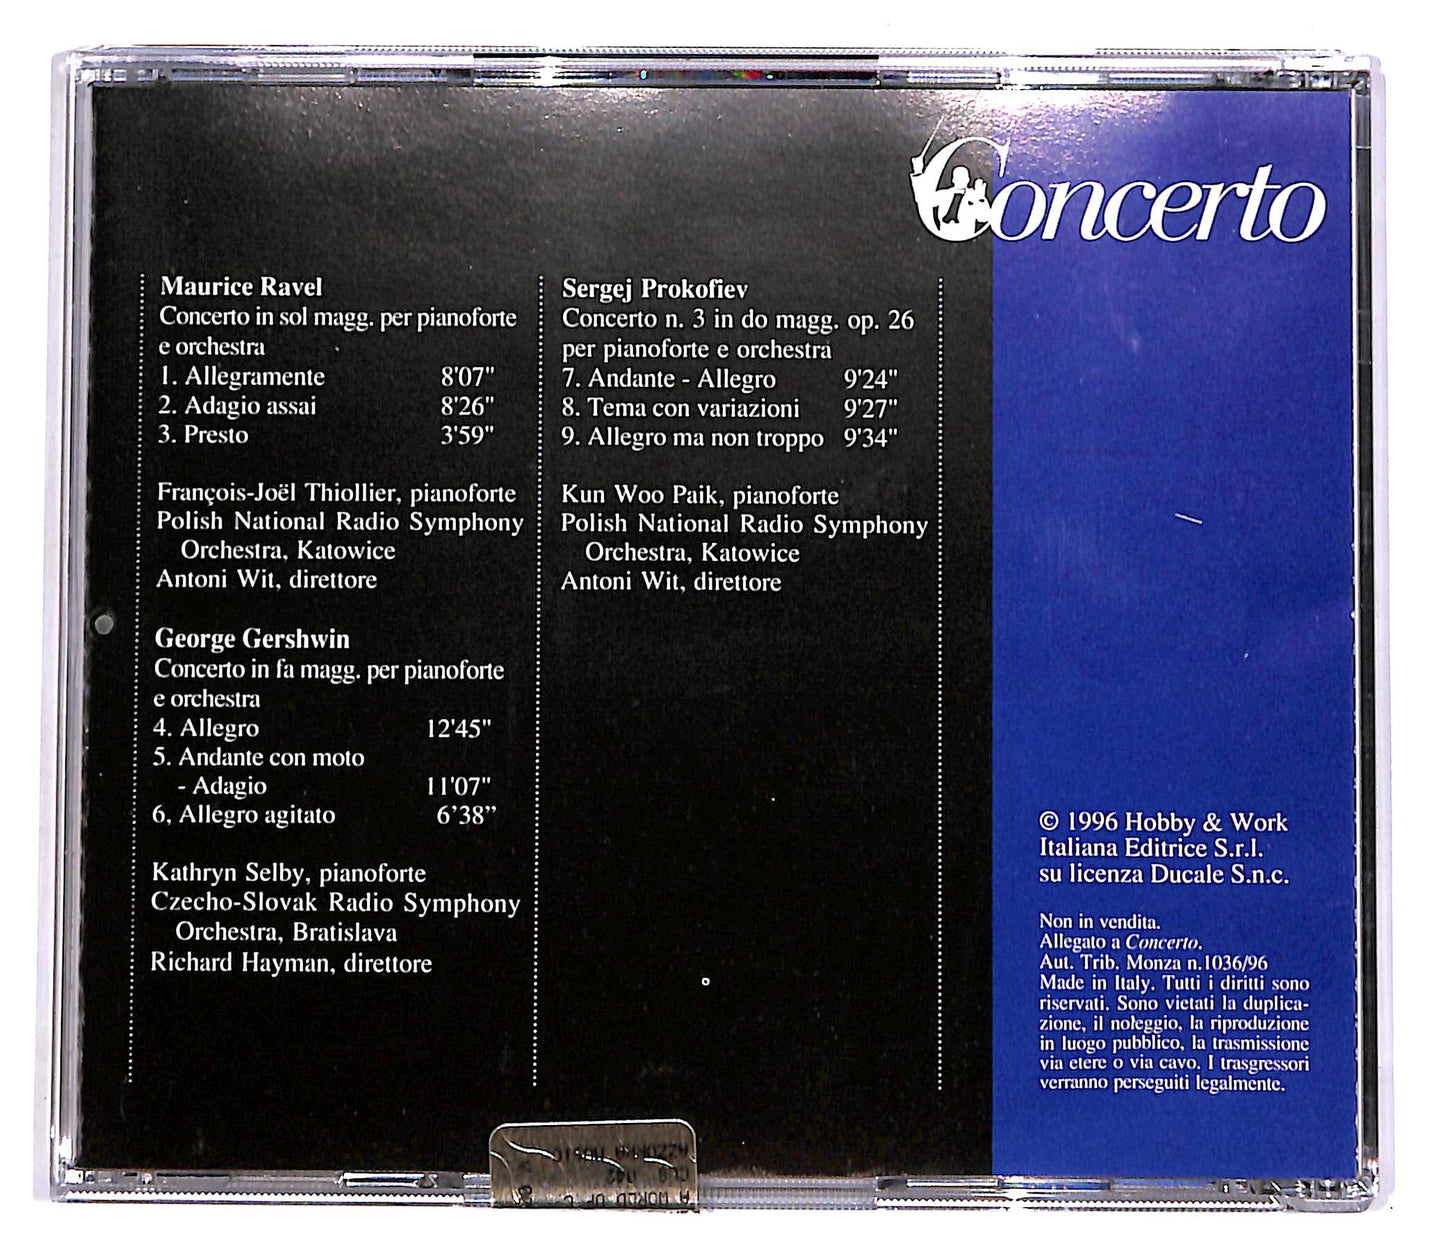 Concerto
Maurice Ravel
Concerto in sol magg. per pianoforte
e orchestra
1. Allegramente 8'07"
2. Adagio assai 8'26"
3. Presto 3'59"
François-Joël Thiollier, pianoforte
Polish National Radio Symphony
Orchestra, Katowice
Antoni Wit, direttore
George Gershwin
Concerto in fa magg. per pianoforte
e orchestra
4. Allegro 12'45"
5. Andante con moto
- Adagio 11'07"
6, Allegro agitato 6'38"
Kathryn Selby, pianoforte
Czecho-Slovak Radio Symphony
Orchestra, Bratislava
Richard Hayman, direttore
Sergej Prokofiev
Concerto n. 3 in do magg. op. 26
per pianoforte e orchestra
7. Andante - Allegro 9'24"
8. Tema con variazioni 9'27"
9. Allegro ma non troppo 9'34"
Kun Woo Paik, pianoforte
Polish National Radio Symphony
Orchestra, Katowice
Antoni Wit, direttore
© 1996 Hobby & Work
Italiana Editrice S.r.l.
su licenza Ducale S.n.c.
Non in vendita.
Allegato a Concerto.
Aut. Trib. Monza n.1036/96
Made in Italy. Tutti i diritti sono
riservati. Sono vietati la duplica-
zione, il noleggio, la riproduzione
in luogo pubblico, la trasmissione
via etere o via cavo. I trasgressori
verranno perseguiti legalmente.